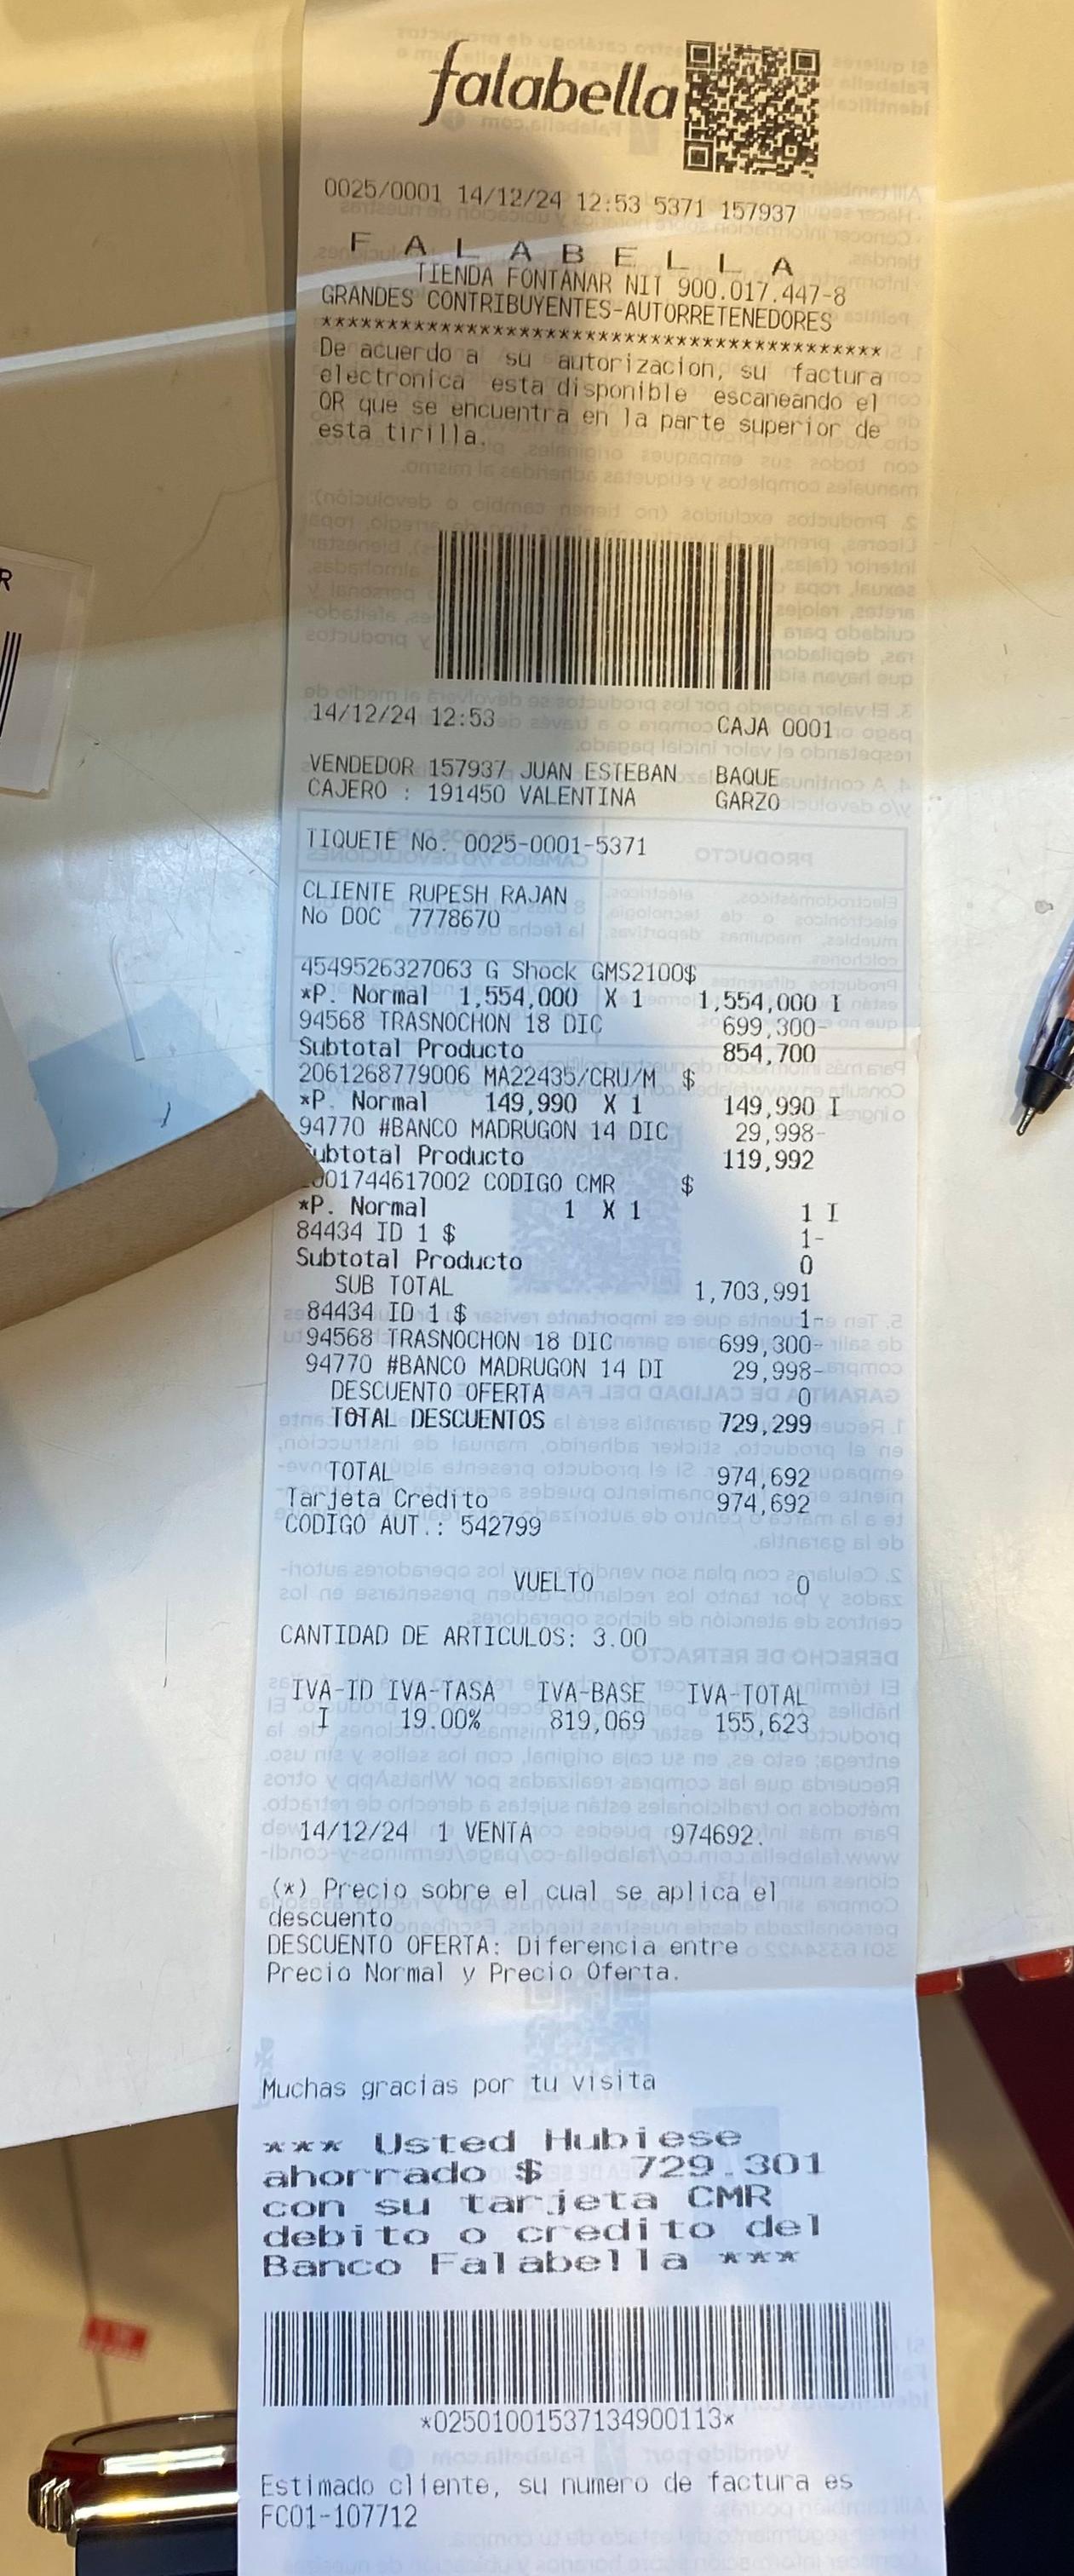 falabella
0025/0001 14/12/24 12:53 5371 157937
F A L A B E L L A
TIENDA FONTANAR NIT 900.017.447-8
GRANDES CONTRIBUYENTES-AUTORRETENEDORES
*******************************************
De acuerdo a su autorizacion, su factura
electronica esta disponible escaneando el
QR que se encuentra en la parte superior de
esta tirilla.
14/12/24 12:53 CAJA 0001
VENDEDOR 157937 JUAN ESTEBAN BAQUE
CAJERO : 191450 VALENTINA GARZO
TIQUETE No. 0025-0001-5371
CLIENTE RUPESH RAJAN
No DOC 7778670
4549526327063 G Shock GMS2100$
*P. Normal 1,554,000 X 1 1,554,000 I
94568 TRASNOCHON 18 DIC 699,300-
Subtotal Producto 854,700
2061268779006 MA22435/CRU/M $
*P. Normal 149,990 X 1 149,990 I
94770 #BANCO MADRUGON 14 DIC 29,998-
ubtotal Producto 119,992
001744617002 CODIGO CMR $
*P. Normal 1 X 1 1 I
84434 ID 1 $ 1-
Subtotal Producto 0
SUB TOTAL 1,703,991
84434 ID 1 $ 1-
94568 TRASNOCHON 18 DIC 699,300-
94770 #BANCO MADRUGON 14 DI 29,998-
DESCUENTO OFERTA 0
TOTAL DESCUENTOS 729,299
TOTAL 974,692
Tarjeta Credito 974,692
CODIGO AUT.: 542799
VUELTO 0
CANTIDAD DE ARTICULOS: 3.00
IVA-ID IVA-TASA IVA-BASE IVA-TOTAL
I 19.00% 819,069 155,623
14/12/24 1 VENTA 974692.
(*) Precio sobre el cual se aplica el
descuento
DESCUENTO OFERTA: Diferencia entre
Precio Normal y Precio Oferta.
Muchas gracias por tu visita
*** Usted Hubiese
ahorrado $ 729.301
con su tarjeta CMR
debito o credito del
Banco Falabella ***
*02501001537134900113*
Estimado cliente, su numero de factura es
FC01-107712